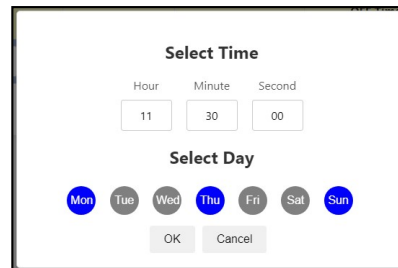 Select Time
Hour Minute Second
11 30 00
Select Day
Mon Tue Wed Thu Fri Sat Sun
OK Cancel